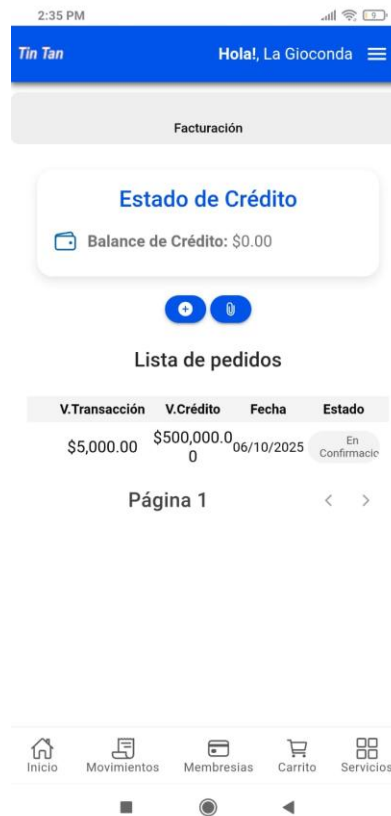 2:35 PM
9
Tin Tan
Hola!, La Gioconda
Facturación
Estado de Crédito
Balance de Crédito: $0.00
Lista de pedidos
V.Transacción V.Crédito Fecha Estado
$5,000.00 $500,000.0
0 06/10/2025 En
Confirmacio
Página 1
Inicio Movimientos Membresias Carrito Servicios